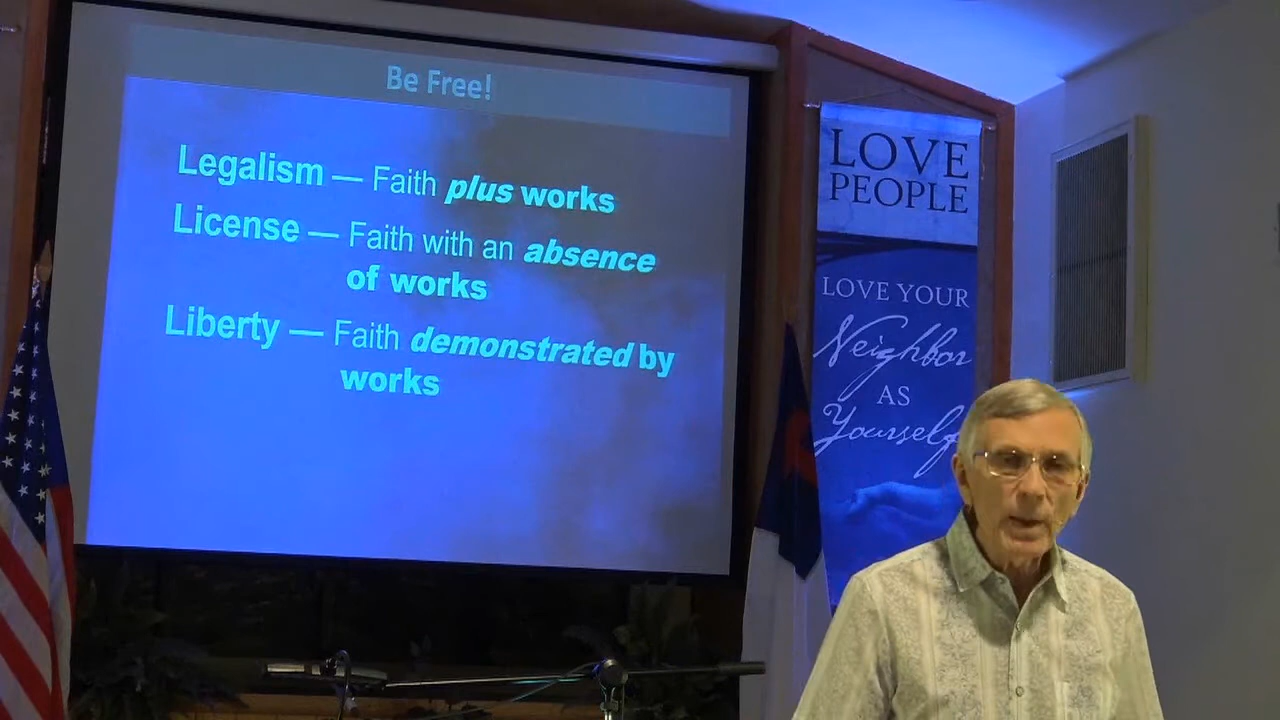 Be Free!
Legalism — Faith plus works
License — Faith with an absence
of works
Liberty — Faith demonstrated by
works
LOVE
PEOPLE
LOVE YOUR
Neighbor
AS
Yourself